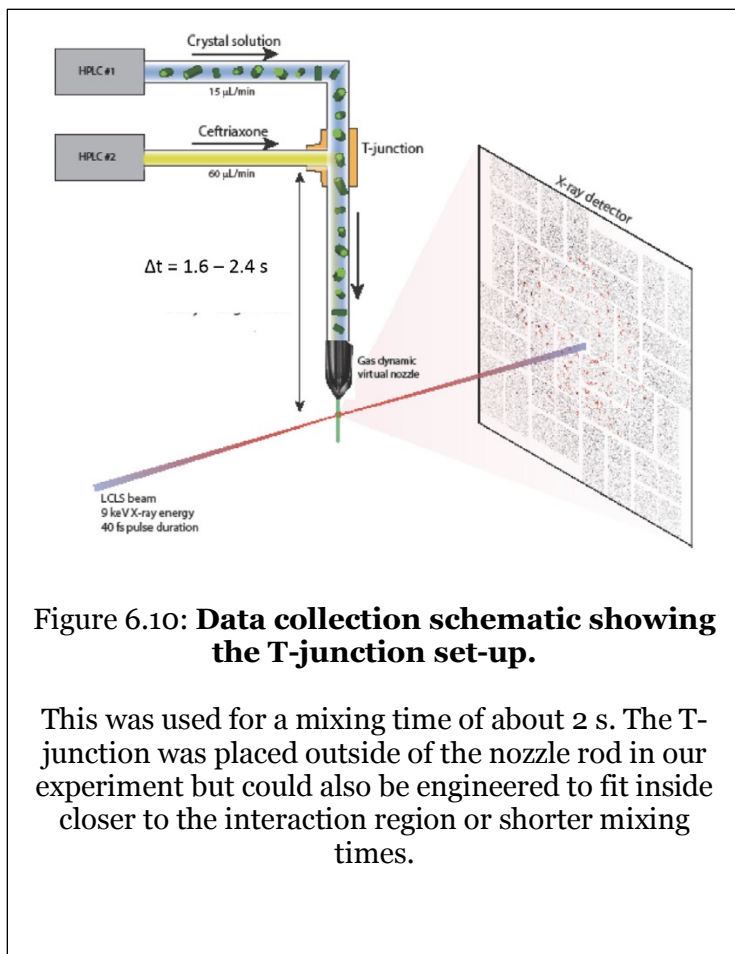 Crystal solution
HPLC #1
15 µL/min
Ceftriaxone
T-junction
HPLC #2
60 µL/min
X-ray detector
Δt = 1.6 – 2.4 s
Gas dynamic
virtual nozzle
LCLS beam
9 keV X-ray energy
40 fs pulse duration
Figure 6.10: Data collection schematic showing
the T-junction set-up.
This was used for a mixing time of about 2 s. The T-
junction was placed outside of the nozzle rod in our
experiment but could also be engineered to fit inside
closer to the interaction region or shorter mixing
times.